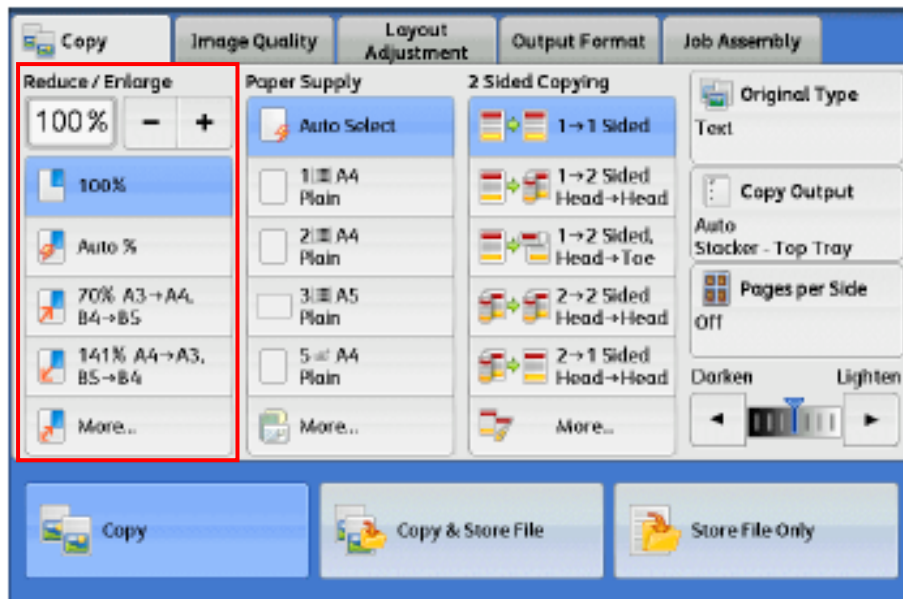 Copy
Image Quality
Layout
Adjustment
Output Format
Job Assembly
Reduce / Enlarge
100%
- +
100%
Auto %
70% A3→A4,
B4→B5
141% A4→A3,
B5→B4
More...
Paper Supply
Auto Select
1 A4
Plain
2 A4
Plain
3 A5
Plain
5 A4
Plain
More...
2 Sided Copying
1→1 Sided
1→2 Sided
Head→Head
1→2 Sided,
Head→Toe
2→2 Sided
Head→Head
2→1 Sided
Head→Head
More...
Original Type
Text
Copy Output
Auto
Stacker - Top Tray
Pages per Side
Off
Darken Lighten
Copy
Copy & Store File
Store File Only